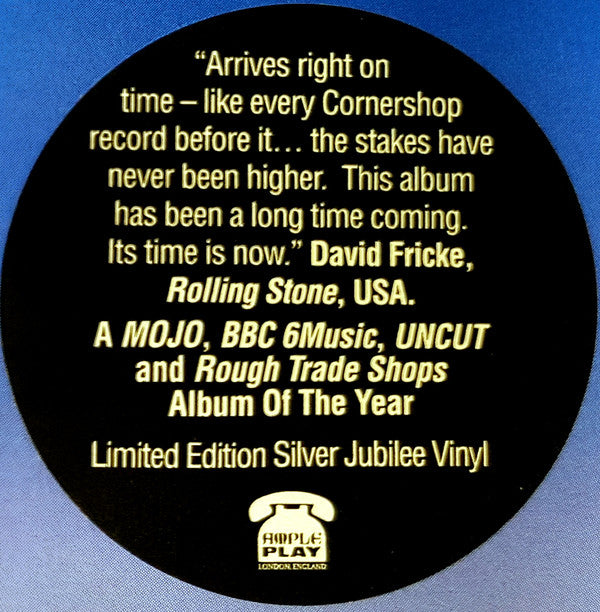 “Arrives right on
time – like every Cornershop
record before it... the stakes have
never been higher.  This album
has been a long time coming.
Its time is now.” David Fricke,
Rolling Stone, USA.
A MOJO, BBC 6Music, UNCUT
and Rough Trade Shops
Album Of The Year
Limited Edition Silver Jubilee Vinyl
AMPLE
PLAY
LONDON, ENGLAND